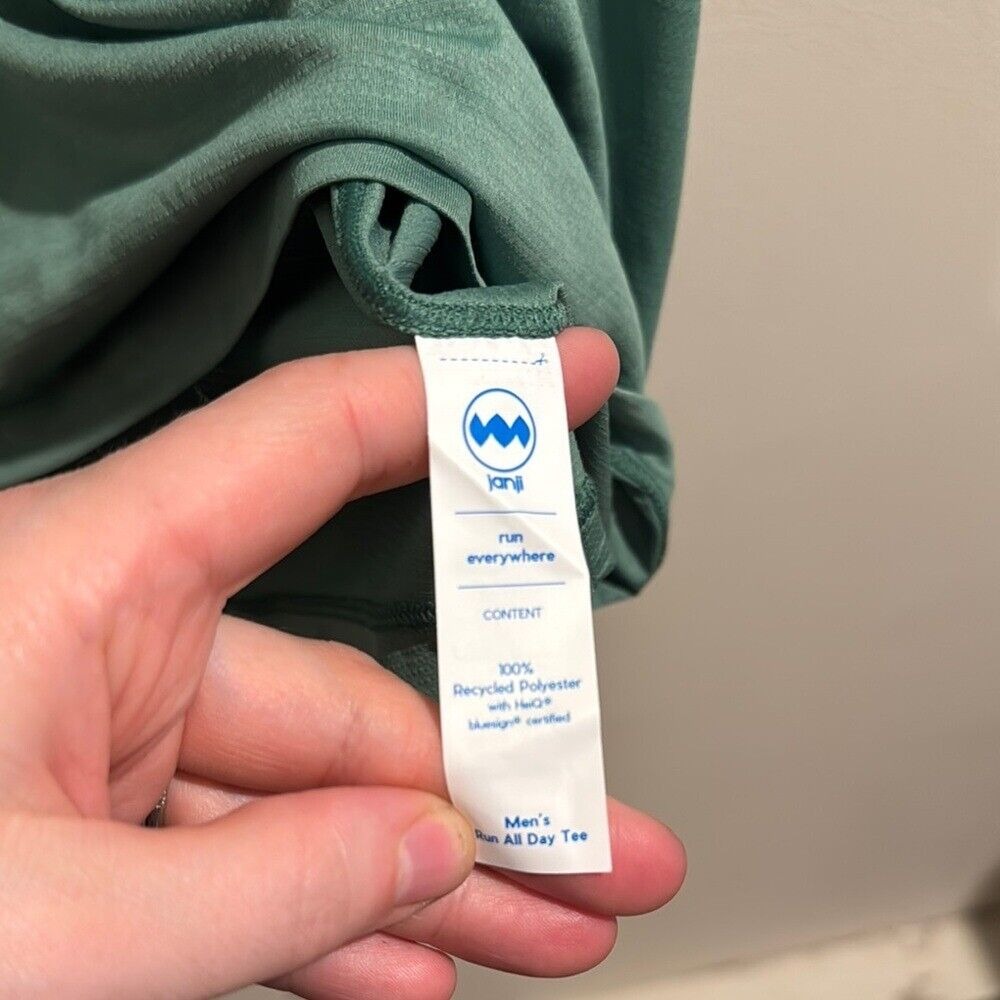 janji
run
everywhere
CONTENT
100%
Recycled Polyester
with HeiQ®
bluesign® certified
Men's
Run All Day Tee